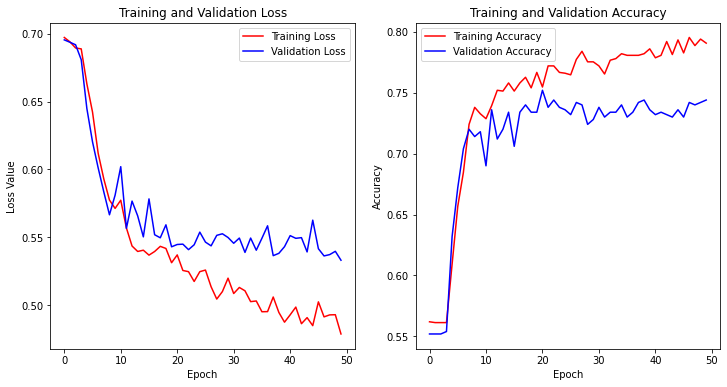 Training and Validation Loss
Training Loss
Validation Loss
0.70
0.65
0.60
0.55
0.50
Loss Value
0
10
20
30
40
50
Epoch
Training and Validation Accuracy
Training Accuracy
Validation Accuracy
0.80
0.75
0.70
0.65
0.60
0.55
Accuracy
0
10
20
30
40
50
Epoch